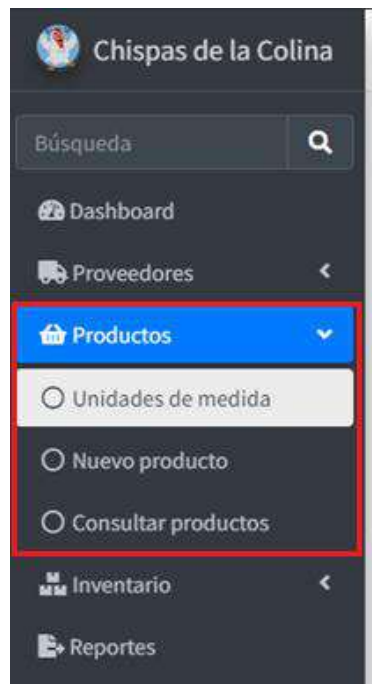 Chispas de la Colina
Búsqueda
Dashboard
Proveedores
Productos
Unidades de medida
Nuevo producto
Consultar productos
Inventario
Reportes